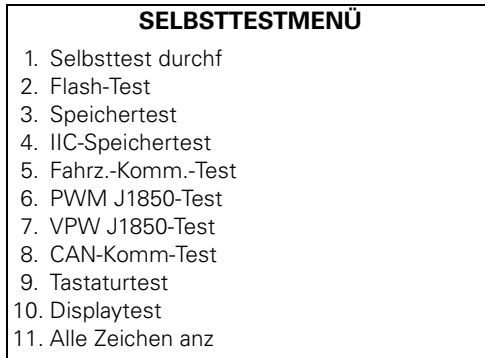 SELBSTTESTMENÜ
1. Selbsttest durchf
2. Flash-Test
3. Speichertest
4. IIC-Speichertest
5. Fahrz.-Komm.-Test
6. PWM J1850-Test
7. VPW J1850-Test
8. CAN-Komm-Test
9. Tastaturtest
10. Displaytest
11. Alle Zeichen anz